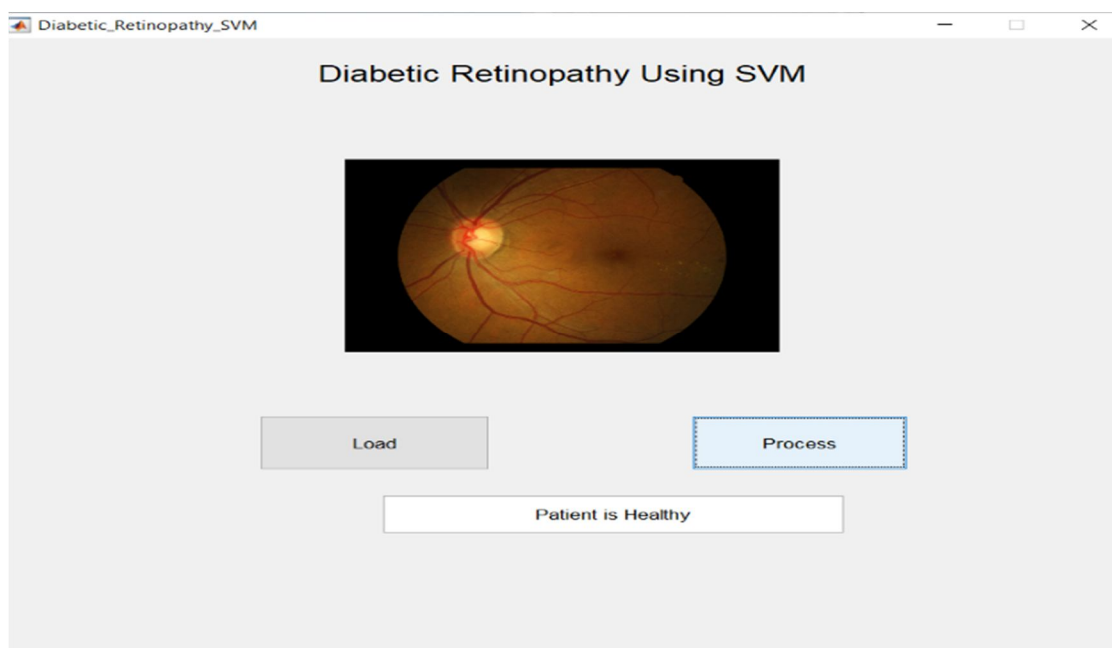 Diabetic_Retinopathy_SVM
Diabetic Retinopathy Using SVM
Load
Process
Patient is Healthy